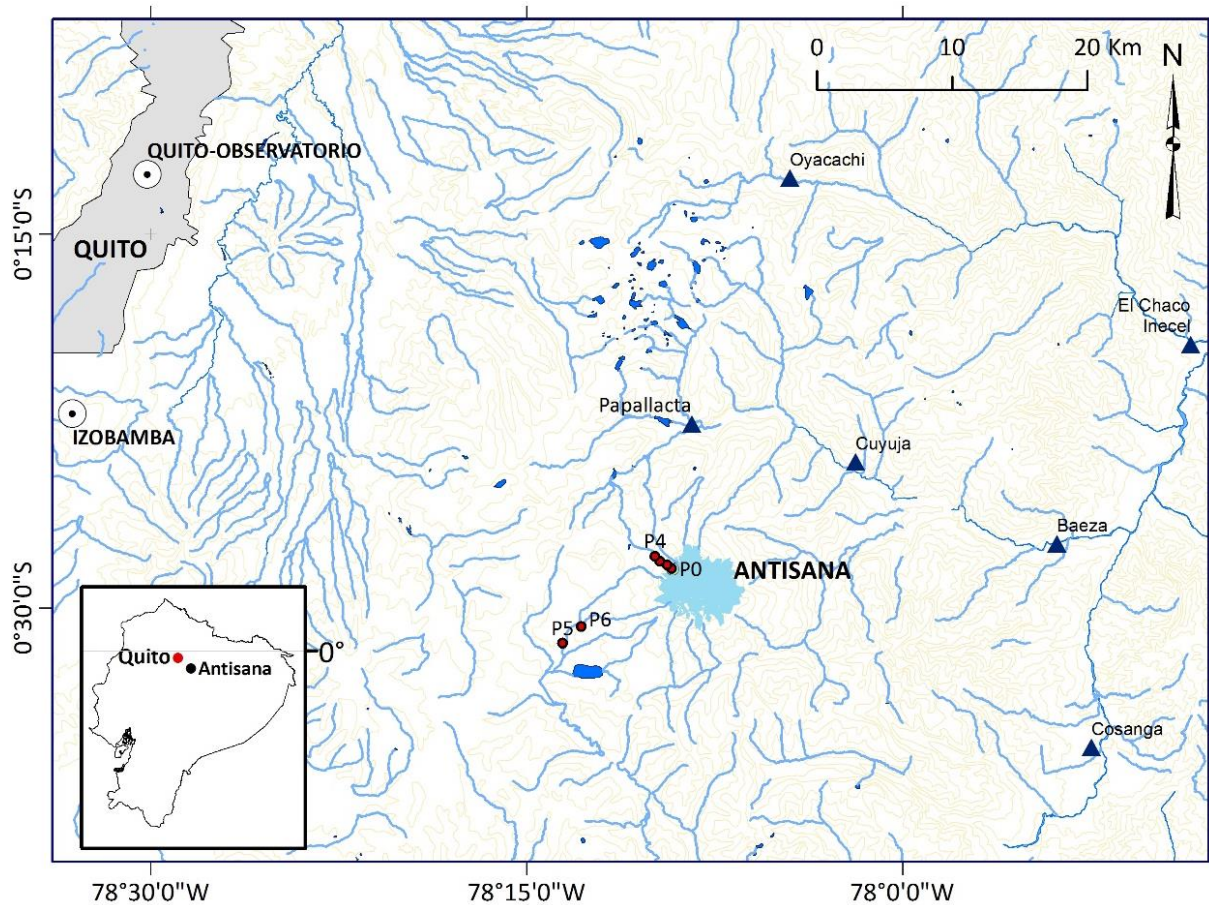 0 10 20 Km
N
QUITO-OBSERVATORIO
Oyacachi
0°15'0"S
QUITO
El Chaco
Inecel
Papallacta
IZOBAMBA
Cuyuja
Baeza
P4
P0
ANTISANA
0°30'0"S
P5
P6
Quito
0°
Antisana
Cosanga
78°30'0"W
78°15'0"W
78°0'0"W